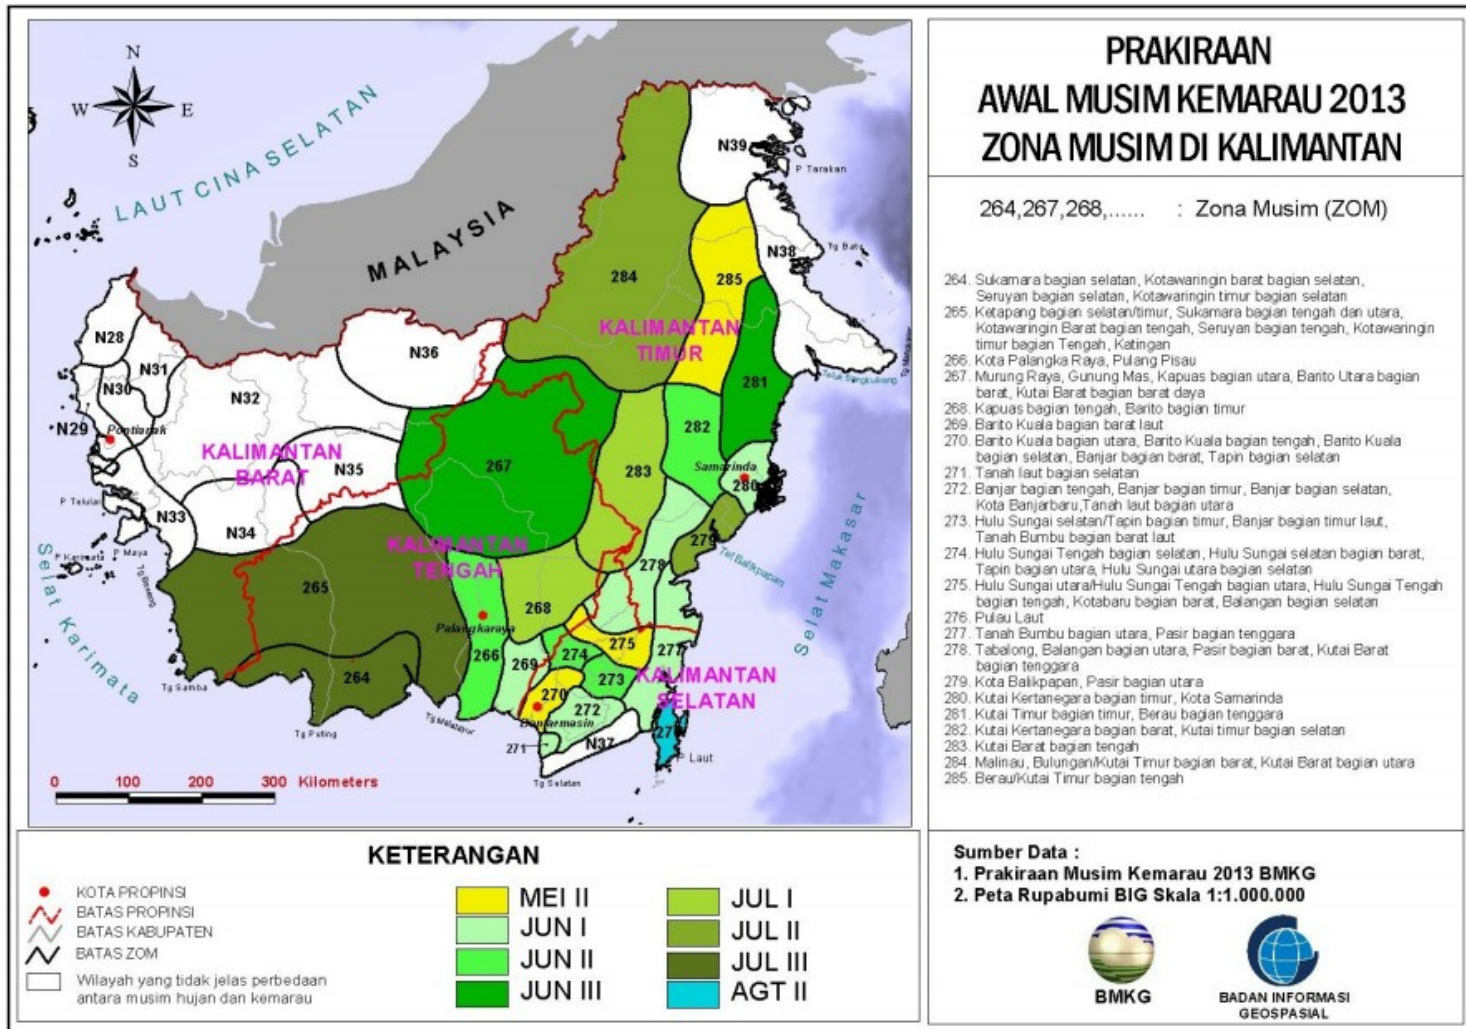 N
W
E
S
LAUT CINA SELATAN
MALAYSIA
N39
P Tarakan
N38
284
285
KALIMANTAN
TIMUR
N28
N31
N30
N36
N32
281
N29
Pontianak
KALIMANTAN
BARAT
N35
267
283
282
Samarinda
280
P Maya
N33
N34
P Karimata
Selat Karimata
Selat Makasar
279
278
KALIMANTAN
TENGAH
265
268
Palangkaraya
275
277
266
269
274
273
KALIMANTAN
SELATAN
264
Tg Samba
270
272
Banjarmasin
Tg Puting
271
N37
P Laut
Tg Selatan
0 100 200 300 Kilometers
PRAKIRAAN
AWAL MUSIM KEMARAU 2013
ZONA MUSIM DI KALIMANTAN
264,267,268,...... : Zona Musim (ZOM)
264. Sukamara bagian selatan, Kotawaringin barat bagian selatan,
Seruyan bagian selatan, Kotawaringin timur bagian selatan
265. Ketapang bagian selatan/timur, Sukamara bagian tengah dan utara,
Kotawaringin Barat bagian tengah, Seruyan bagian tengah, Kotawaringin
timur bagian Tengah, Katingan
266. Kota Palangka Raya, Pulang Pisau
267. Murung Raya, Gunung Mas, Kapuas bagian utara, Barito Utara bagian
barat, Kutai Barat bagian barat daya
268. Kapuas bagian tengah, Barito bagian timur
269. Barito Kuala bagian barat laut
270. Barito Kuala bagian utara, Barito Kuala bagian tengah, Barito Kuala
bagian selatan, Banjar bagian barat, Tapin bagian selatan
271. Tanah laut bagian selatan
272. Banjar bagian tengah, Banjar bagian timur, Banjar bagian selatan,
Kota Banjarbaru,Tanah laut bagian utara
273. Hulu Sungai selatan/Tapin bagian timur, Banjar bagian timur laut,
Tanah Bumbu bagian barat laut
274. Hulu Sungai Tengah bagian selatan, Hulu Sungai selatan bagian barat,
Tapin bagian utara, Hulu Sungai utara bagian selatan
275. Hulu Sungai utara/Hulu Sungai Tengah bagian utara, Hulu Sungai Tengah
bagian tengah, Kotabaru bagian barat, Balangan bagian selatan
276. Pulau Laut
277. Tanah Bumbu bagian utara, Pasir bagian tenggara
278. Tabalong, Balangan bagian utara, Pasir bagian barat, Kutai Barat
bagian tenggara
279. Kota Balikpapan, Pasir bagian utara
280. Kutai Kertanegara bagian timur, Kota Samarinda
281. Kutai Timur bagian timur, Berau bagian tenggara
282. Kutai Kertanegara bagian barat, Kutai timur bagian selatan
283. Kutai Barat bagian tengah
284. Malinau, Bulungan/Kutai Timur bagian barat, Kutai Barat bagian utara
285. Berau/Kutai Timur bagian tengah
KETERANGAN
KOTA PROPINSI
BATAS PROPINSI
BATAS KABUPATEN
BATAS ZOM
Wilayah yang tidak jelas perbedaan
antara musim hujan dan kemarau
MEI II
JUN I
JUN II
JUN III
JUL I
JUL II
JUL III
AGT II
Sumber Data :
1. Prakiraan Musim Kemarau 2013 BMKG
2. Peta Rupabumi BIG Skala 1:1.000.000
BMKG
BADAN INFORMASI
GEOSPASIAL